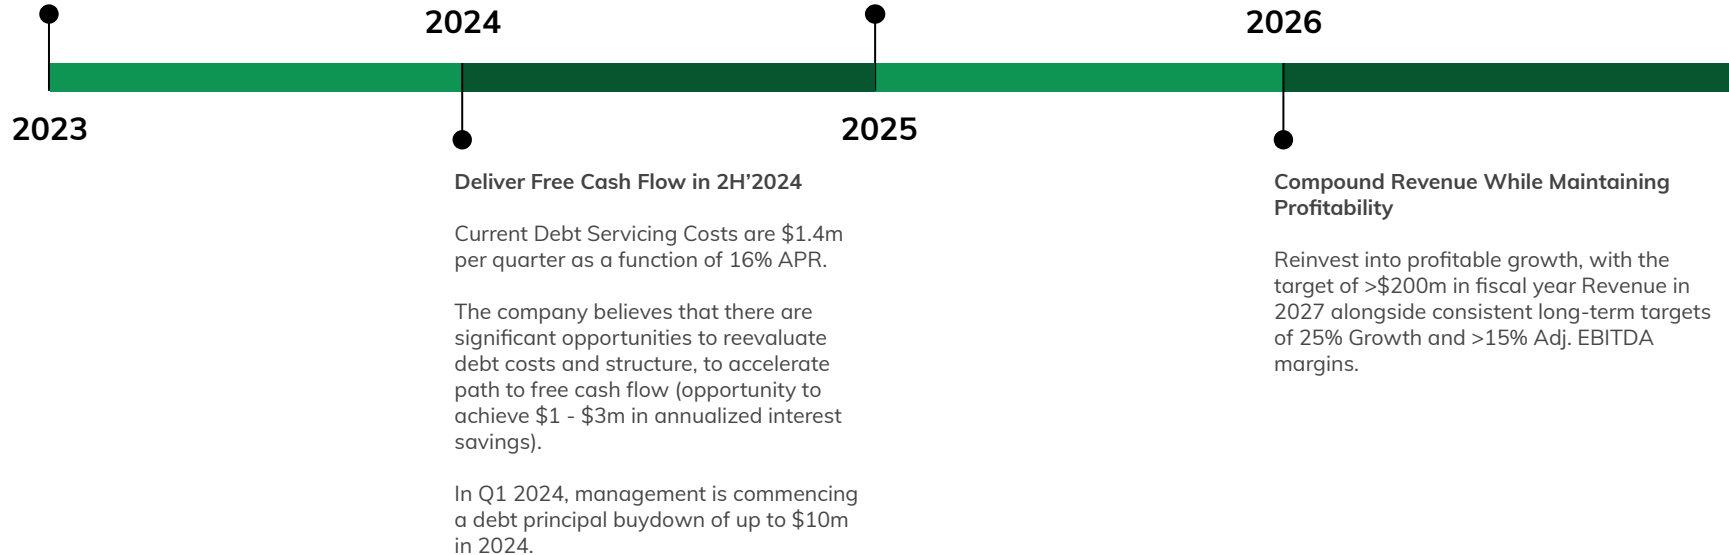 2024
2026
2023
2025
Deliver Free Cash Flow in 2H’2024
Current Debt Servicing Costs are $1.4m
per quarter as a function of 16% APR.
The company believes that there are
significant opportunities to reevaluate
debt costs and structure, to accelerate
path to free cash flow (opportunity to
achieve $1 - $3m in annualized interest
savings).
In Q1 2024, management is commencing
a debt principal buydown of up to $10m
in 2024.
Compound Revenue While Maintaining
Profitability
Reinvest into profitable growth, with the
target of >$200m in fiscal year Revenue in
2027 alongside consistent long-term targets
of 25% Growth and >15% Adj. EBITDA
margins.